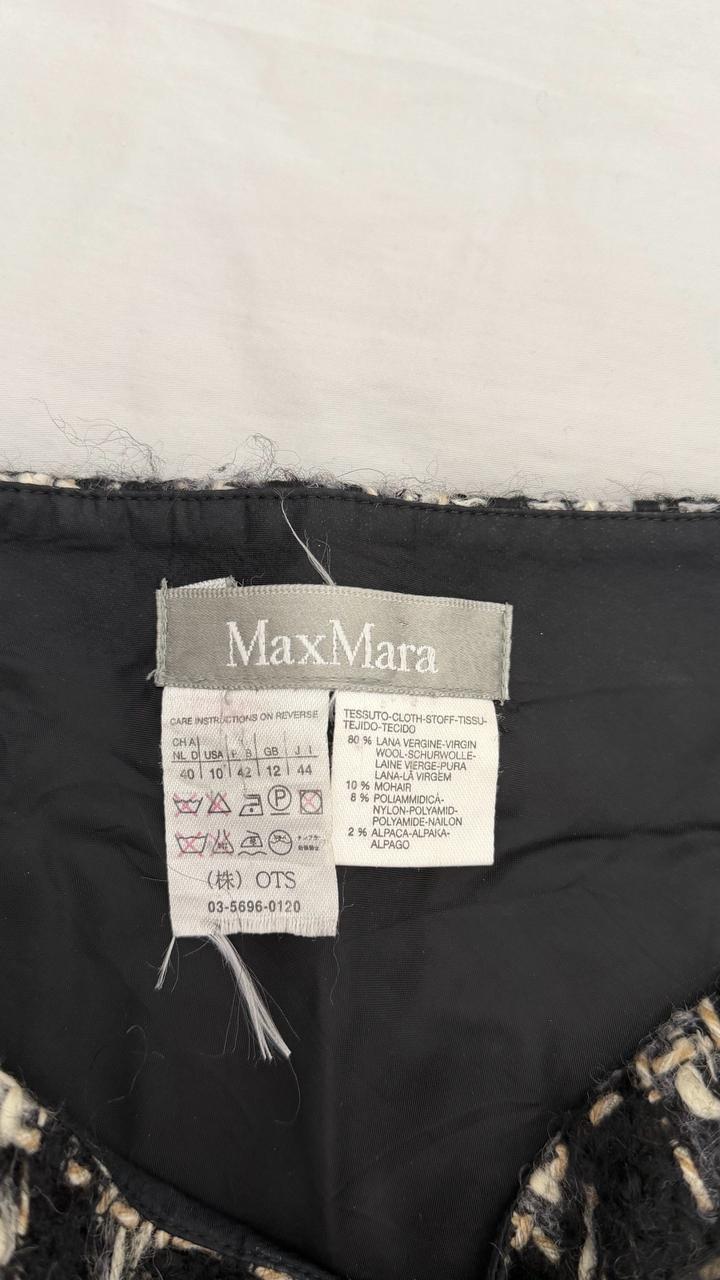 MaxMara
CARE INSTRUCTIONS ON REVERSE
CH A
NL D USA F B GB J I
40 10 42 12 44
P
(株) OTS
03-5696-0120
TESSUTO-CLOTH-STOFF-TISSU-
TEJIDO-TECIDO
80 % LANA VERGINE-VIRGIN
WOOL-SCHURWOLLE-
LAINE VIERGE-PURA
LANA-LÃ VIRGEM
10 % MOHAIR
8 % POLIAMMIDICA-
NYLON-POLYAMID-
POLYAMIDE-NAILON
2 % ALPACA-ALPAKA-
ALPAGO